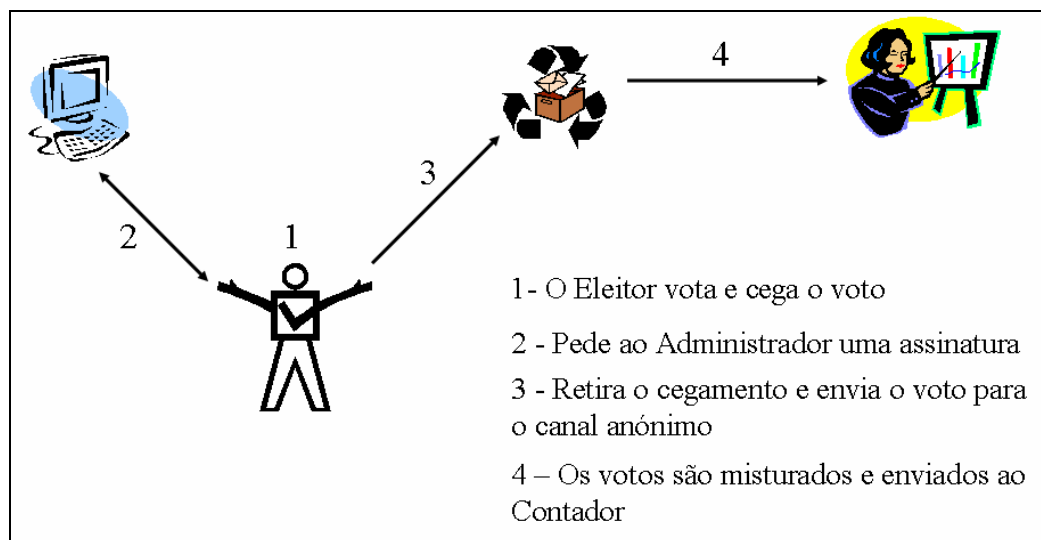 4
3
2
1
1- O Eleitor vota e cega o voto
2 - Pede ao Administrador uma assinatura
3 - Retira o cegamento e envia o voto para
o canal anónimo
4 – Os votos são misturados e enviados ao
Contador